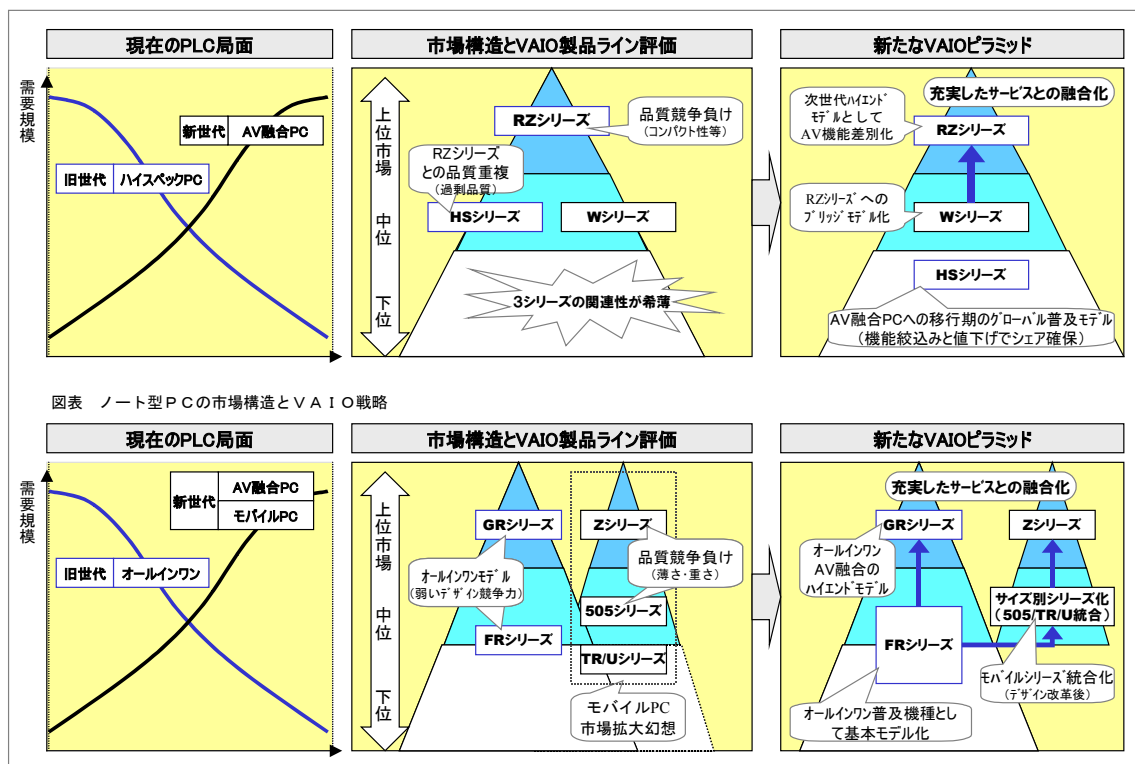 現在のPLC局面
市場構造とVAIO製品ライン評価
新たなVAIOピラミッド
需要規模
新世代 AV融合PC
旧世代 ハイスペックPC
上位市場
中位
下位
RZシリーズ
品質競争負け
(コンパクト性等)
RZシリーズ
との品質重複
(過剰品質)
HSシリーズ
Wシリーズ
3シリーズの関連性が希薄
充実したサービスとの融合化
次世代ハイエンド
モデルとして
AV機能差別化
RZシリーズ
RZシリーズへの
ブリッジモデル化
Wシリーズ
HSシリーズ
AV融合PCへの移行期のグローバル普及モデル
(機能絞込みと値下げでシェア確保)
図表 ノート型PCの市場構造とVAIO戦略
現在のPLC局面
市場構造とVAIO製品ライン評価
新たなVAIOピラミッド
需要規模
新世代 AV融合PC
モバイルPC
旧世代 オールインワン
上位市場
中位
下位
GRシリーズ
Zシリーズ
オールインワンモデル
(弱いデザイン競争力)
品質競争負け
(薄さ・重さ)
505シリーズ
FRシリーズ
TR/Uシリーズ
モバイルPC
市場拡大幻想
充実したサービスとの融合化
GRシリーズ
Zシリーズ
オールインワン
AV融合の
ハイエンドモデル
サイズ別シリーズ化
(505/TR/U統合)
FRシリーズ
モバイルシリーズ統合化
(デザイン改革後)
オールインワン普及機種とし
て基本モデル化